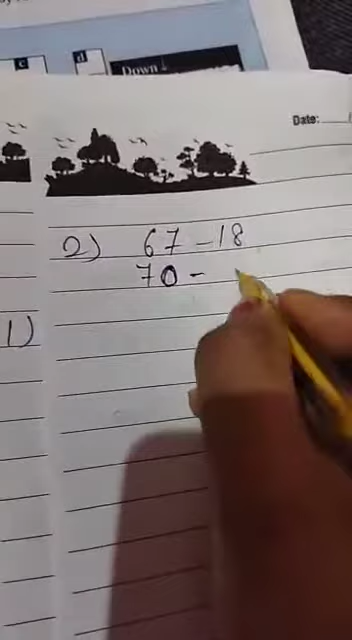 c d Down ↓
Date:
2) 67 - 18
70 -
1)